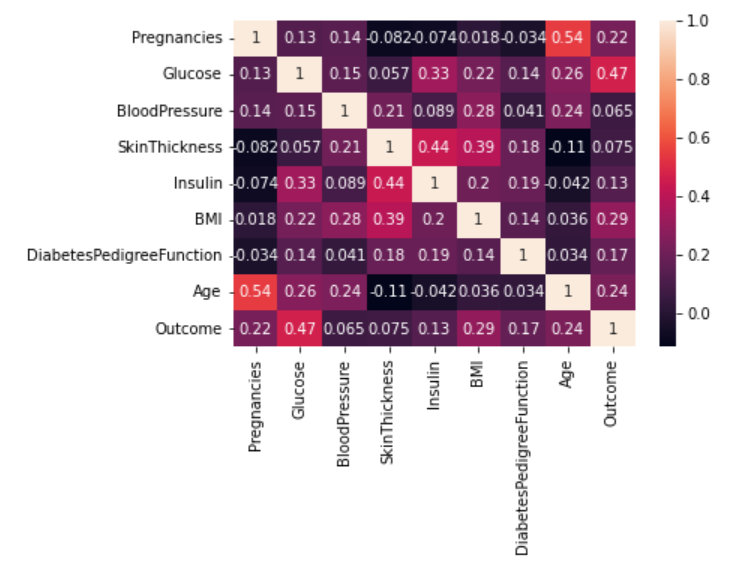 Pregnancies 1 0.13 0.14 -0.082 -0.074 0.018 -0.034 0.54 0.22
Glucose 0.13 1 0.15 0.057 0.33 0.22 0.14 0.26 0.47
BloodPressure 0.14 0.15 1 0.21 0.089 0.28 0.041 0.24 0.065
SkinThickness -0.082 0.057 0.21 1 0.44 0.39 0.18 -0.11 0.075
Insulin -0.074 0.33 0.089 0.44 1 0.2 0.19 -0.042 0.13
BMI 0.018 0.22 0.28 0.39 0.2 1 0.14 0.036 0.29
DiabetesPedigreeFunction -0.034 0.14 0.041 0.18 0.19 0.14 1 0.034 0.17
Age 0.54 0.26 0.24 -0.11 -0.042 0.036 0.034 1 0.24
Outcome 0.22 0.47 0.065 0.075 0.13 0.29 0.17 0.24 1
Pregnancies
Glucose
BloodPressure
SkinThickness
Insulin
BMI
DiabetesPedigreeFunction
Age
Outcome
1.0
0.8
0.6
0.4
0.2
0.0